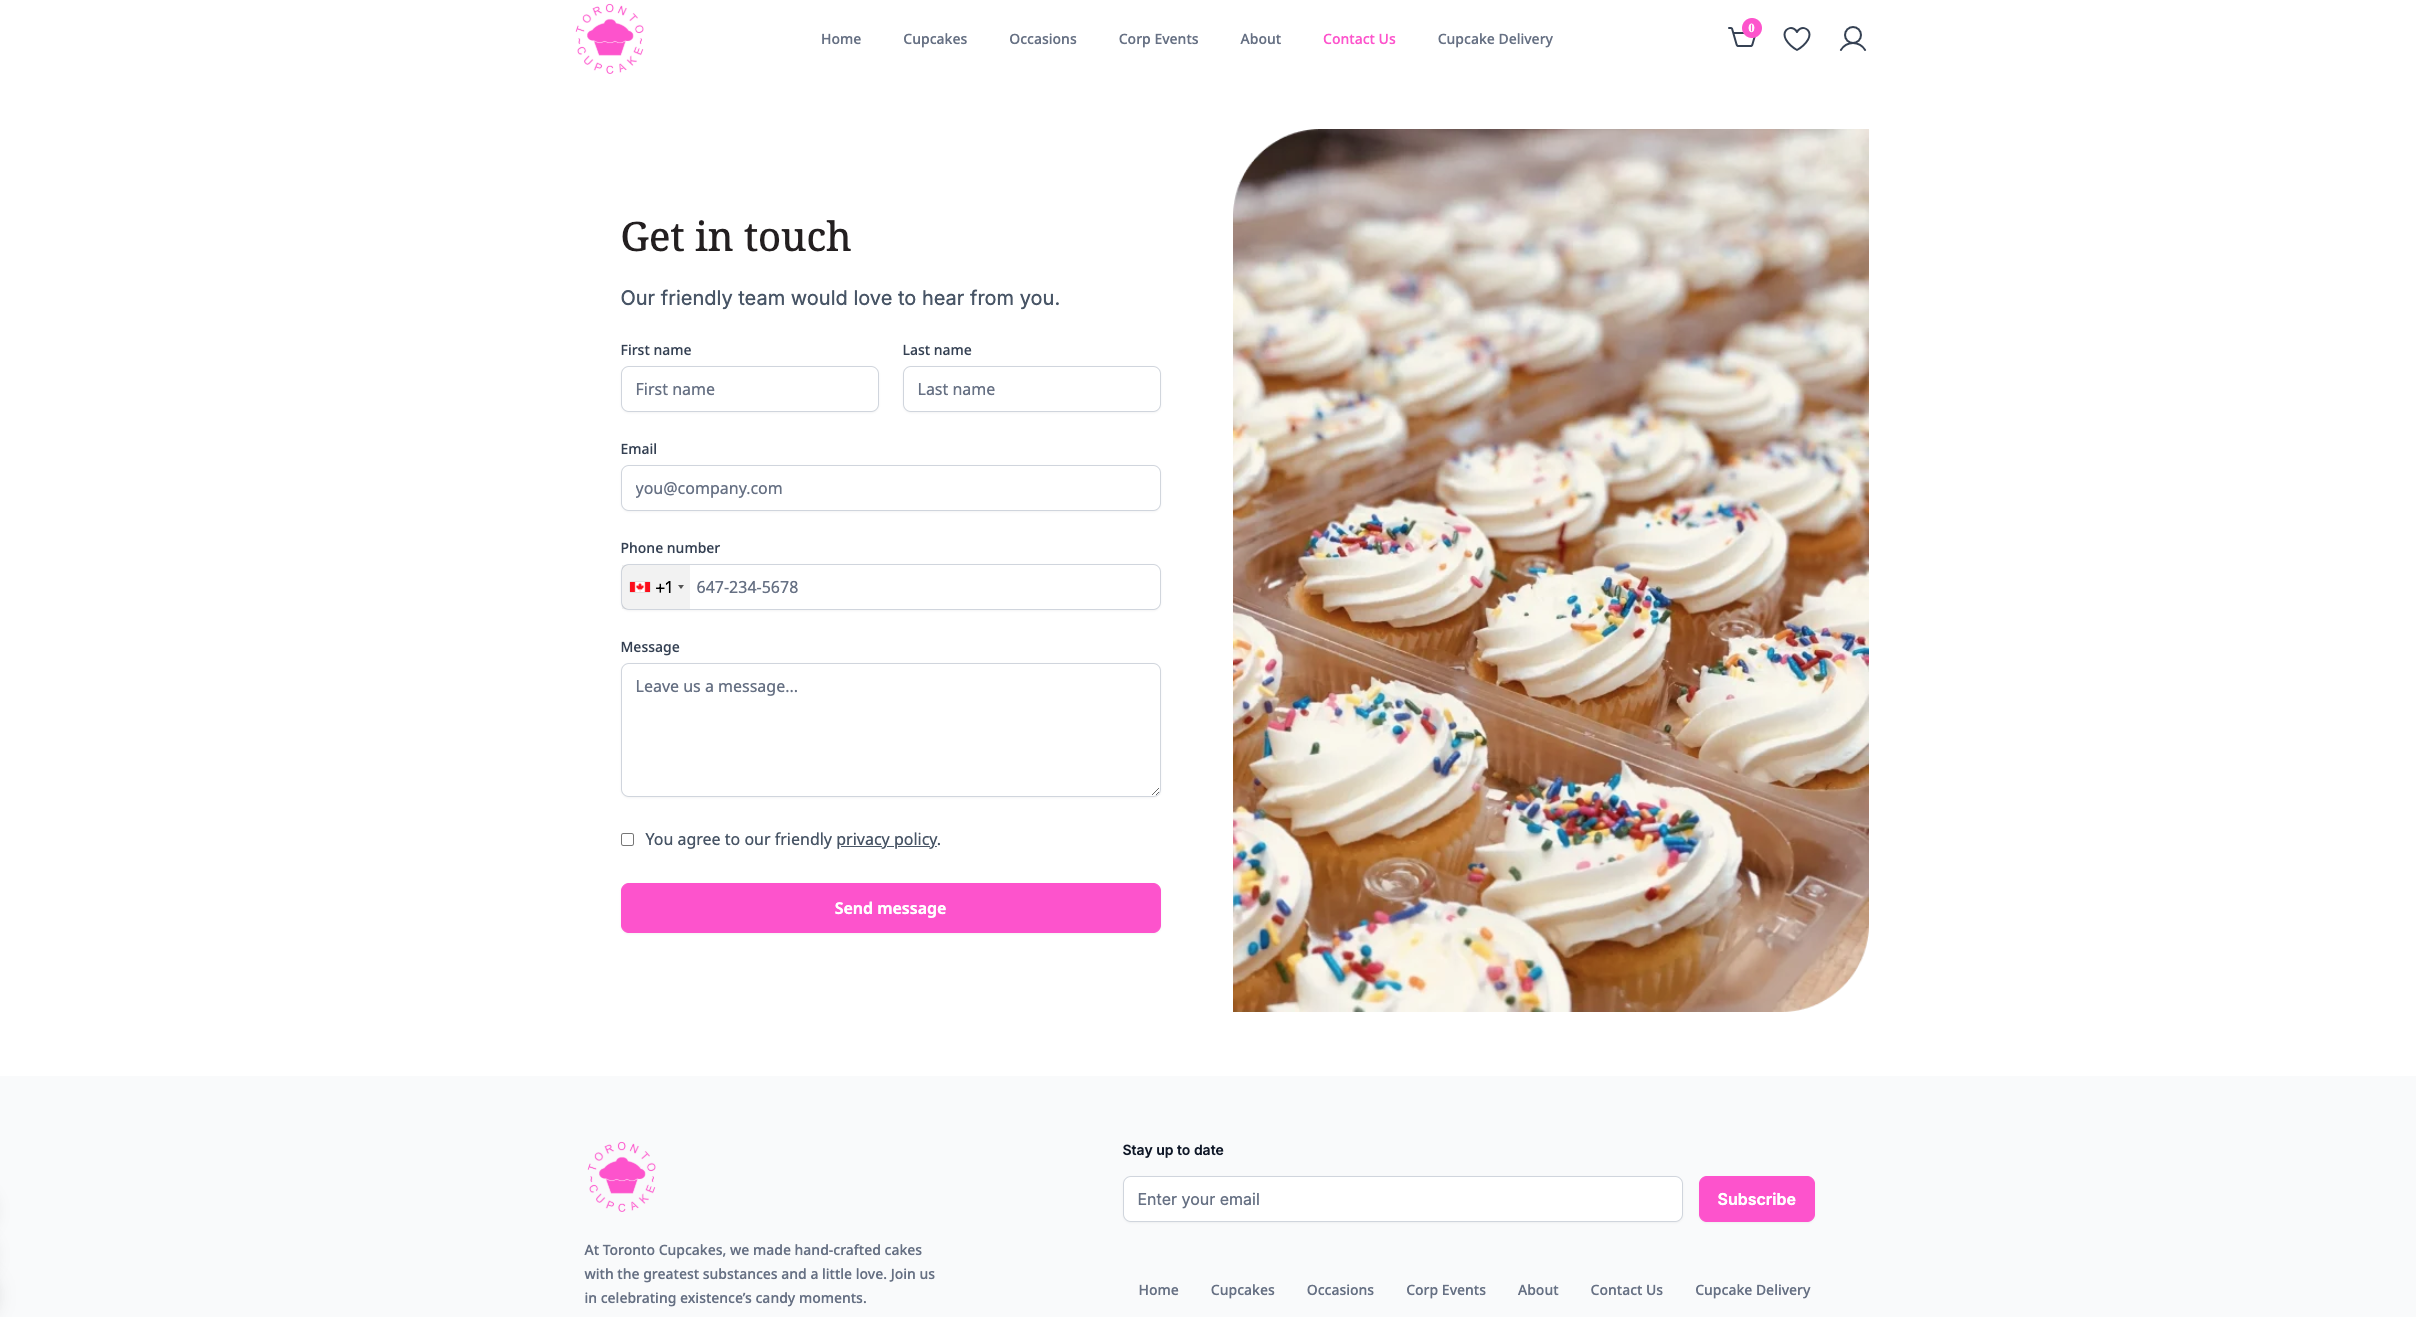 TORONTO CUPCAKE
Home Cupcakes Occasions Corp Events About Contact Us Cupcake Delivery
0
Get in touch
Our friendly team would love to hear from you.
First name Last name
First name Last name
Email
you@company.com
Phone number
+1 647-234-5678
Message
Leave us a message...
You agree to our friendly privacy policy.
Send message
TORONTO CUPCAKE
At Toronto Cupcakes, we made hand-crafted cakes
with the greatest substances and a little love. Join us
in celebrating existence’s candy moments.
Stay up to date
Enter your email Subscribe
Home Cupcakes Occasions Corp Events About Contact Us Cupcake Delivery